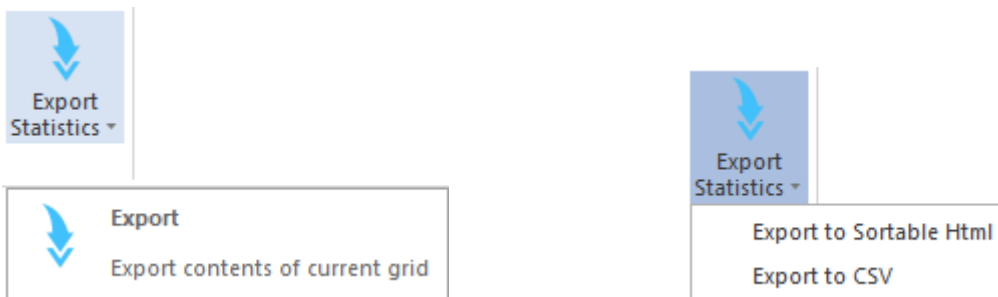 Export
Statistics
Export
Export contents of current grid
Export
Statistics
Export to Sortable Html
Export to CSV